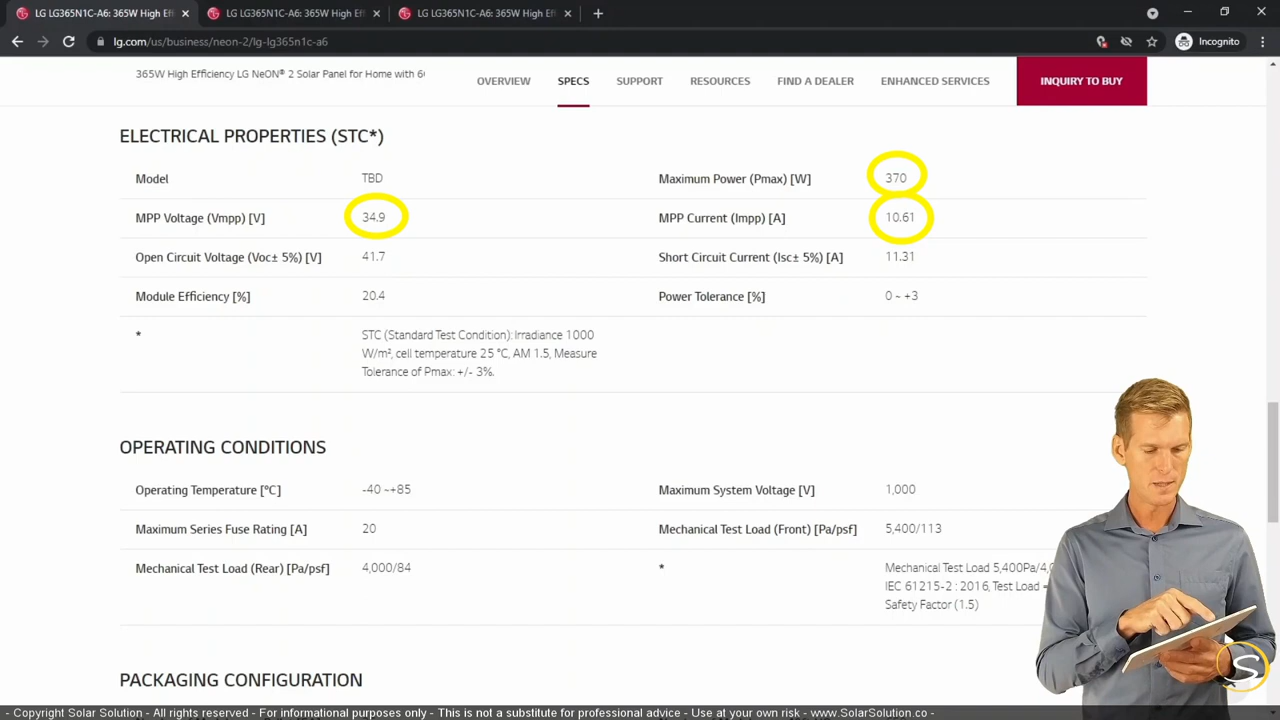 LG LG365N1C-A6: 365W High Eff
LG LG365N1C-A6: 365W High Eff
LG LG365N1C-A6: 365W High Eff
lg.com/us/business/neon-2/lg-lg365n1c-a6
Incognito
365W High Efficiency LG NeON® 2 Solar Panel for Home with 60
OVERVIEW
SPECS
SUPPORT
RESOURCES
FIND A DEALER
ENHANCED SERVICES
INQUIRY TO BUY
ELECTRICAL PROPERTIES (STC*)
Model TBD Maximum Power (Pmax) [W] 370
MPP Voltage (Vmpp) [V] 34.9 MPP Current (Impp) [A] 10.61
Open Circuit Voltage (Voc± 5%) [V] 41.7 Short Circuit Current (Isc± 5%) [A] 11.31
Module Efficiency [%] 20.4 Power Tolerance [%] 0 ~ +3
* STC (Standard Test Condition): Irradiance 1000
W/m², cell temperature 25 °C, AM 1.5, Measure
Tolerance of Pmax: +/- 3%.
OPERATING CONDITIONS
Operating Temperature [°C] -40 ~+85 Maximum System Voltage [V] 1,000
Maximum Series Fuse Rating [A] 20 Mechanical Test Load (Front) [Pa/psf] 5,400/113
Mechanical Test Load (Rear) [Pa/psf] 4,000/84 * Mechanical Test Load 5,400Pa/4,0
IEC 61215-2 : 2016, Test Load =
Safety Factor (1.5)
PACKAGING CONFIGURATION
S
- Copyright Solar Solution - All rights reserved - For informational purposes only - This is not a substitute for professional advice - Use at your own risk - www.SolarSolution.co -